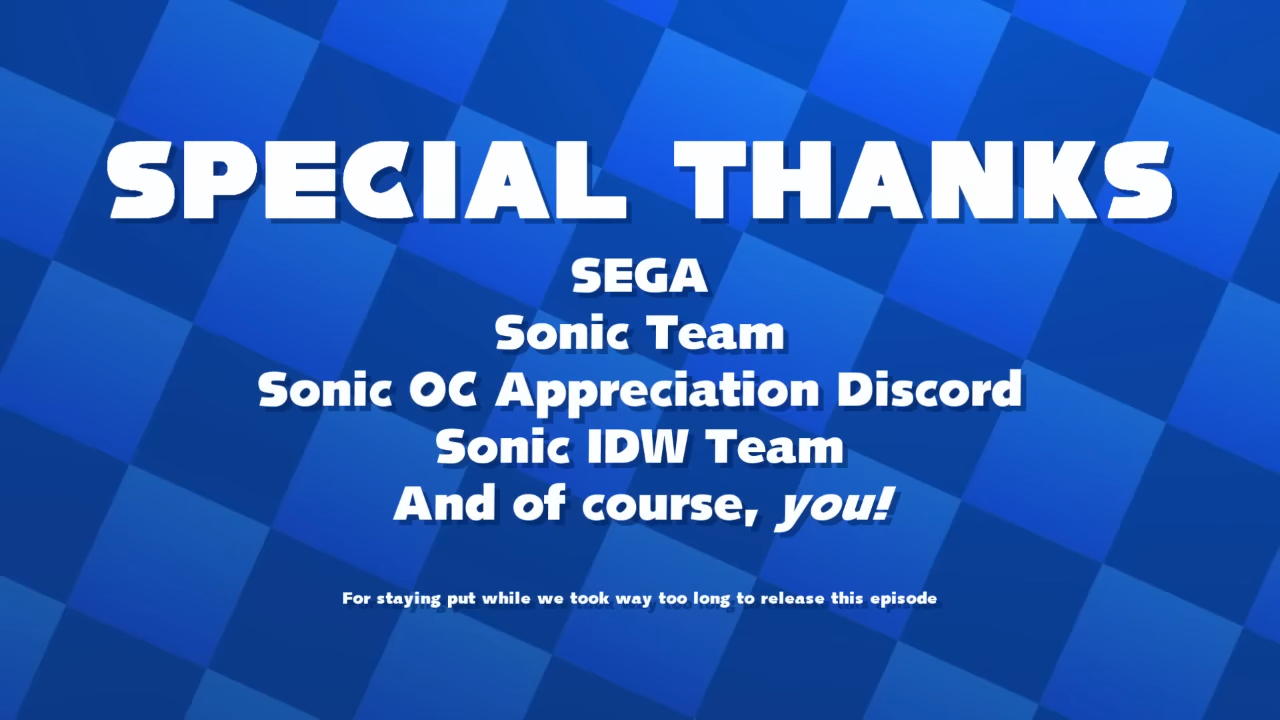 SPECIAL THANKS
SEGA
Sonic Team
Sonic OC Appreciation Discord
Sonic IDW Team
And of course, you!
For staying put while we took way too long to release this episode